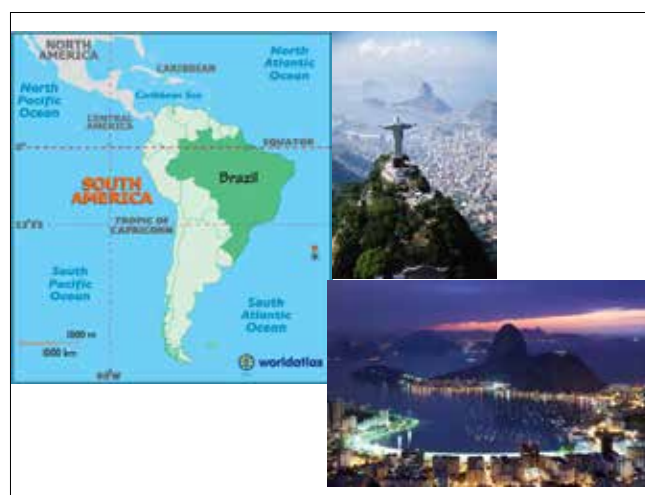 NORTH
AMERICA
North
Atlantic
Ocean
CARIBBEAN
Caribbean Sea
North
Pacific
Ocean
CENTRAL
AMERICA
EQUATOR
0°
Brazil
SOUTH
AMERICA
TROPIC OF
CAPRICORN
South
Pacific
Ocean
South
Atlantic
Ocean
1000 km
worldatlas